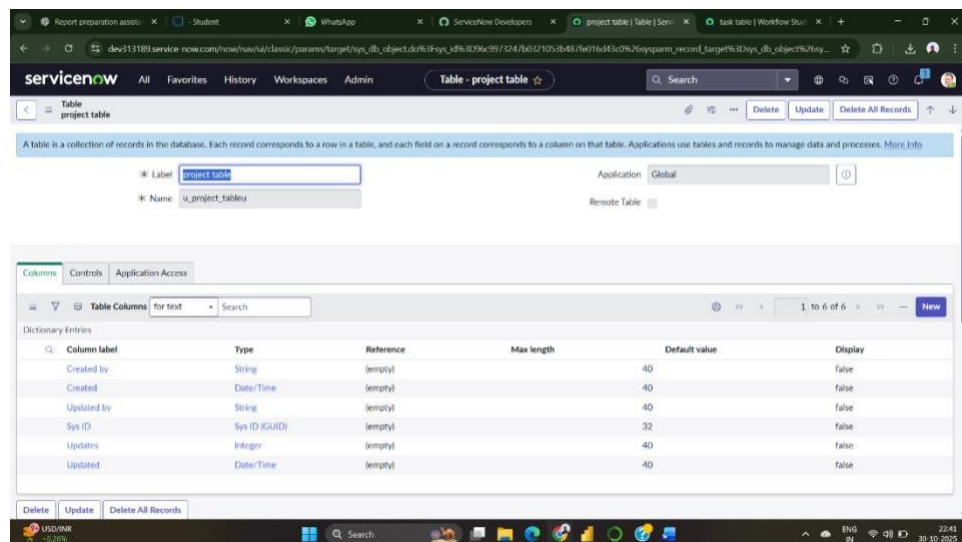 Report preparation assista
- Student
WhatsApp
ServiceNow Developers
project table | Table | Serv
task table | Workflow Stud
dev313189.service-now.com/now/nav/ui/classic/params/target/sys_db_object.do%3Fsys_id%3D96c9973247b0321053b487fe016d43c0%26sysparm_record_target%3Dsys_db_object%26sy...
servicenow All Favorites History Workspaces Admin Table - project table Search
Table
project table
Delete Update Delete All Records
A table is a collection of records in the database. Each record corresponds to a row in a table, and each field on a record corresponds to a column on that table. Applications use tables and records to manage data and processes. More Info
* Label project table Application Global
* Name u_project_tableu Remote Table
Columns Controls Application Access
Table Columns for text Search 1 to 6 of 6 New
Dictionary Entries
Column label Type Reference Max length Default value Display
Created by String (empty) 40 false
Created Date/Time (empty) 40 false
Updated by String (empty) 40 false
Sys ID Sys ID (GUID) (empty) 32 false
Updates Integer (empty) 40 false
Updated Date/Time (empty) 40 false
Delete Update Delete All Records
USD/INR
+0.26%
Search
ENG
IN
22:41
30-10-2025